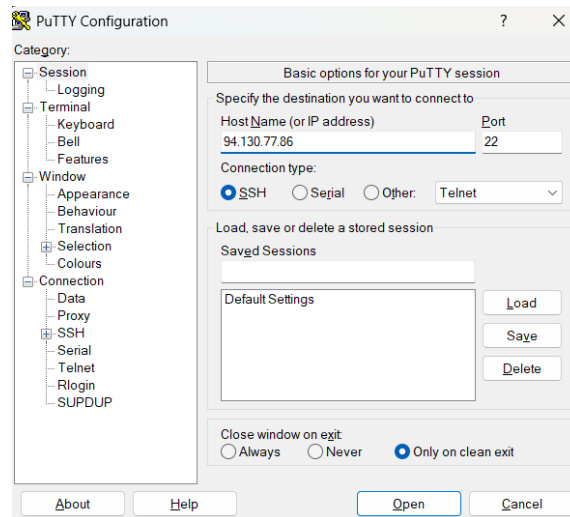 PuTTY Configuration ? ×
Category:
Session
Logging
Terminal
Keyboard
Bell
Features
Window
Appearance
Behaviour
Translation
Selection
Colours
Connection
Data
Proxy
SSH
Serial
Telnet
Rlogin
SUPDUP
Basic options for your PuTTY session
Specify the destination you want to connect to
Host Name (or IP address) Port
94.130.77.86 22
Connection type:
SSH Serial Other: Telnet
Load, save or delete a stored session
Saved Sessions
Default Settings
Load
Save
Delete
Close window on exit:
Always Never Only on clean exit
About Help Open Cancel